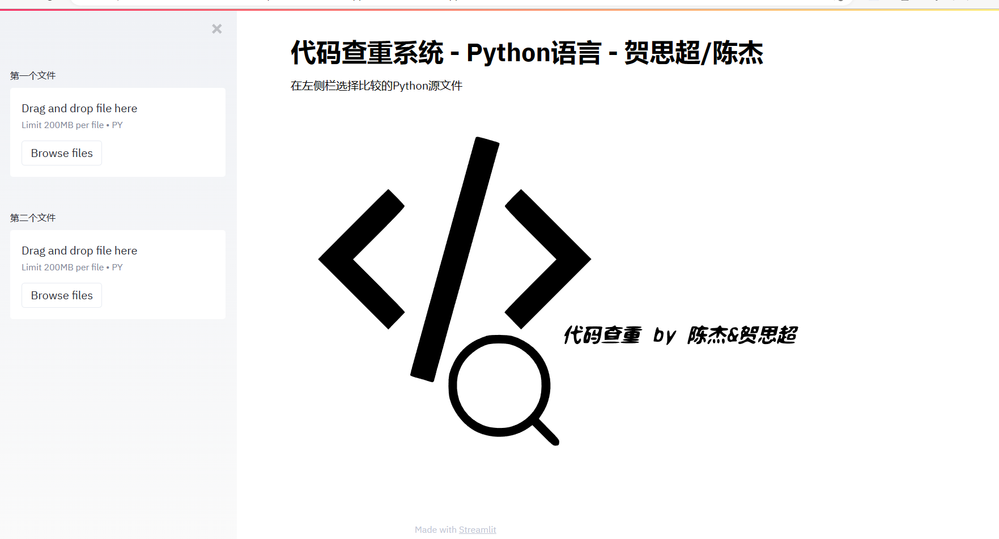 第一个文件
Drag and drop file here
Limit 200MB per file • PY
Browse files
第二个文件
Drag and drop file here
Limit 200MB per file • PY
Browse files
代码查重系统 - Python语言 - 贺思超/陈杰
在左侧栏选择比较的Python源文件
代码查重 by 陈杰&贺思超
Made with Streamlit